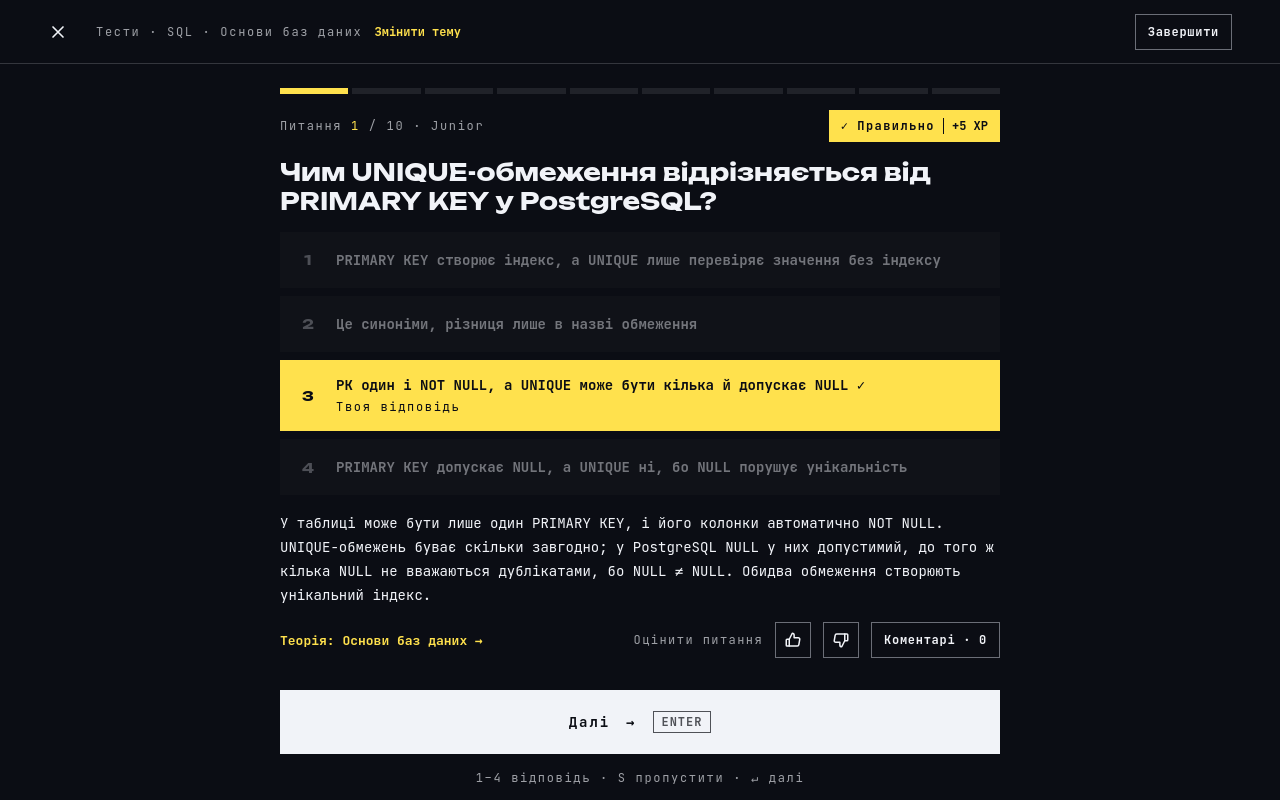 Тести · SQL · Основи баз даних Змінити тему
Завершити
Питання 1 / 10 · Junior
✓ Правильно | +5 XP
Чим UNIQUE-обмеження відрізняється від
PRIMARY KEY у PostgreSQL?
1 PRIMARY KEY створює індекс, а UNIQUE лише перевіряє значення без індексу
2 Це синоніми, різниця лише в назві обмеження
3 PK один і NOT NULL, а UNIQUE може бути кілька й допускає NULL ✓
Твоя відповідь
4 PRIMARY KEY допускає NULL, а UNIQUE ні, бо NULL порушує унікальність
У таблиці може бути лише один PRIMARY KEY, і його колонки автоматично NOT NULL.
UNIQUE-обмежень буває скільки завгодно; у PostgreSQL NULL у них допустимий, до того ж
кілька NULL не вважаються дублікатами, бо NULL ≠ NULL. Обидва обмеження створюють
унікальний індекс.
Теорія: Основи баз даних →
Оцінити питання
Коментарі · 0
Далі → ENTER
1–4 відповідь · S пропустити · ↵ далі